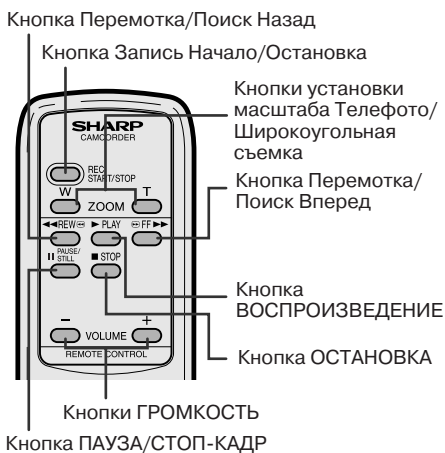 Кнопка Перемотка/Поиск Назад
Кнопка Запись Начало/Остановка
Кнопки установки
масштаба Телефото/
Широкоугольная
съемка
SHARP
CAMCORDER
REC
START/STOP
W
T
ZOOM
Кнопка Перемотка/
Поиск Вперед
◄◄REW
► PLAY
FF ►►
PAUSE/
STILL
■ STOP
Кнопка
ВОСПРОИЗВЕДЕНИЕ
− VOLUME +
REMOTE CONTROL
Кнопка ОСТАНОВКА
Кнопки ГРОМКОСТЬ
Кнопка ПАУЗА/СТОП-КАДР